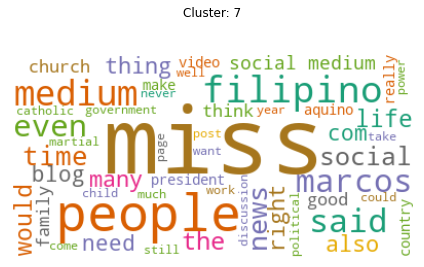 Cluster: 7
church thing video well social medium really power
medium make never filipino
catholic government think year aquino
even martial miss life
time page post com take
blog many want social
child president work marcos
would family people much discussion news right political good could country
need the said
come still also